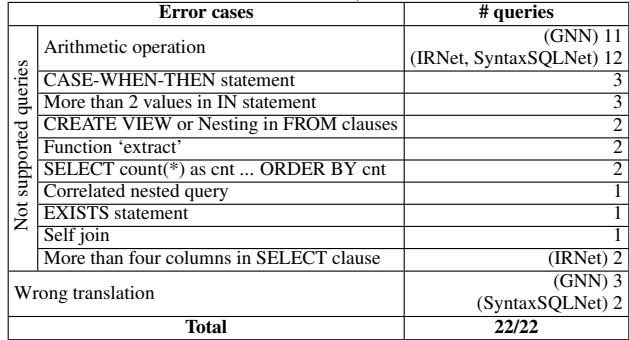 Error cases # queries
Not supported queries
Arithmetic operation (GNN) 11
(IRNet, SyntaxSQLNet) 12
CASE-WHEN-THEN statement 3
More than 2 values in IN statement 3
CREATE VIEW or Nesting in FROM clauses 2
Function ‘extract’ 2
SELECT count(*) as cnt ... ORDER BY cnt 2
Correlated nested query 1
EXISTS statement 1
Self join 1
More than four columns in SELECT clause (IRNet) 2
Wrong translation (GNN) 3
(SyntaxSQLNet) 2
Total 22/22